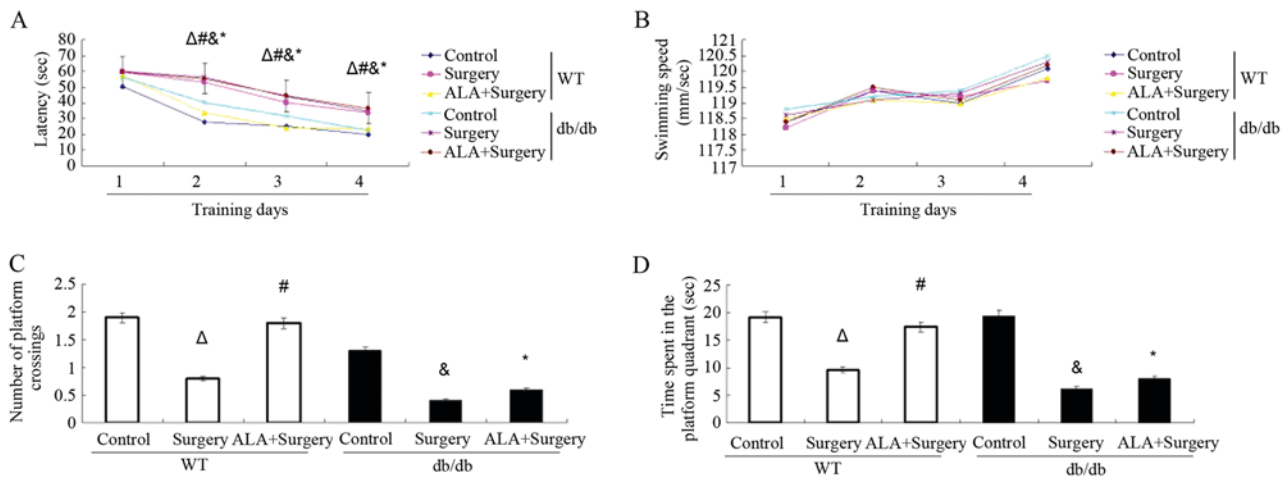 A
Latency (sec)
80
70
60
50
40
30
20
10
0
Δ#&*
Δ#&*
Δ#&*
1 2 3 4
Training days
Control
Surgery
ALA+Surgery
WT
Control
Surgery
ALA+Surgery
db/db
B
Swimming speed
(mm/sec)
120.5
120
119.5
119
118.5
118
117.5
117
1 2 3 4
Training days
Control
Surgery
ALA+Surgery
WT
Control
Surgery
ALA+Surgery
db/db
C
Number of platform
crossings
2.5
2
1.5
1
0.5
0
Δ
#
&
*
Control Surgery ALA+Surgery Control Surgery ALA+Surgery
WT db/db
D
Time spent in the
platform quadrant (sec)
25
20
15
10
5
0
Δ
#
&
*
Control Surgery ALA+Surgery Control Surgery ALA+Surgery
WT db/db